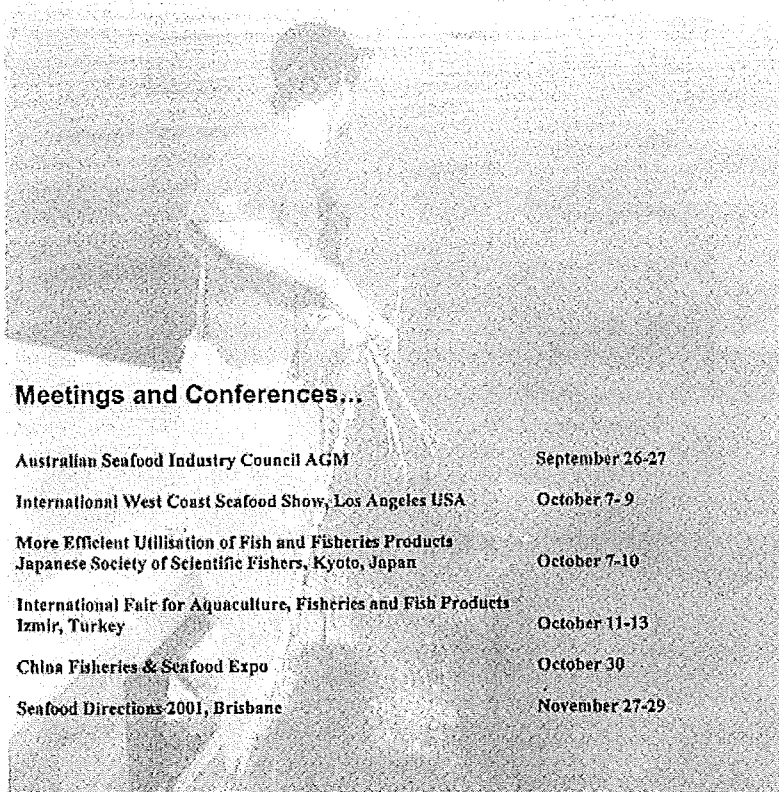 Meetings and Conferences...
Australian Seafood Industry Council AGM September 26-27
International West Coast Seafood Show, Los Angeles USA October 7- 9
More Efficient Utilisation of Fish and Fisheries Products
Japanese Society of Scientific Fishers, Kyoto, Japan October 7-10
International Fair for Aquaculture, Fisheries and Fish Products
Izmir, Turkey October 11-13
China Fisheries & Seafood Expo October 30
Seafood Directions 2001, Brisbane November 27-29